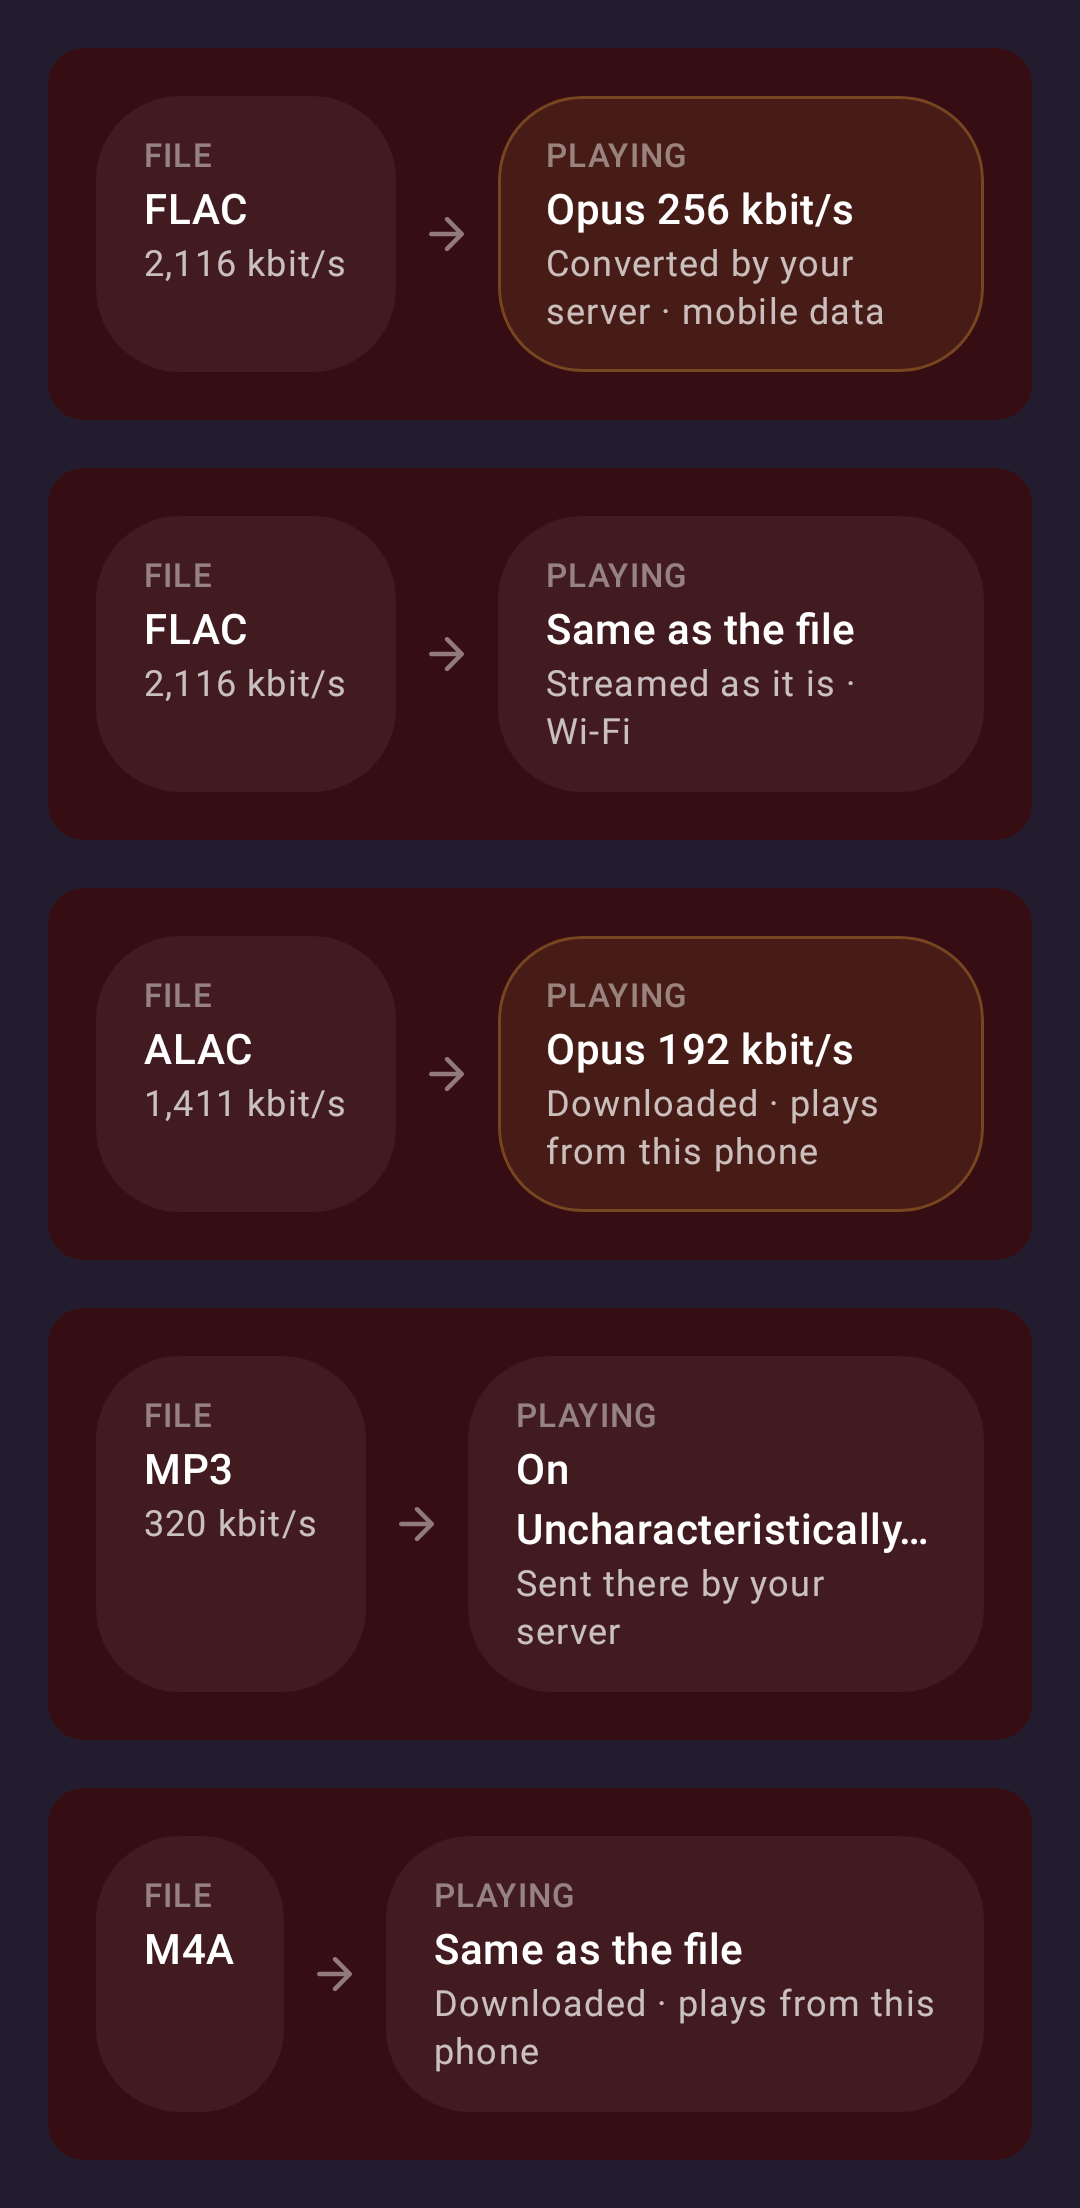 FILE
FLAC
2,116 kbit/s
PLAYING
Opus 256 kbit/s
Converted by your
server · mobile data
FILE
FLAC
2,116 kbit/s
PLAYING
Same as the file
Streamed as it is ·
Wi-Fi
FILE
ALAC
1,411 kbit/s
PLAYING
Opus 192 kbit/s
Downloaded · plays
from this phone
FILE
MP3
320 kbit/s
PLAYING
On
Uncharacteristically…
Sent there by your
server
FILE
M4A
PLAYING
Same as the file
Downloaded · plays from this
phone